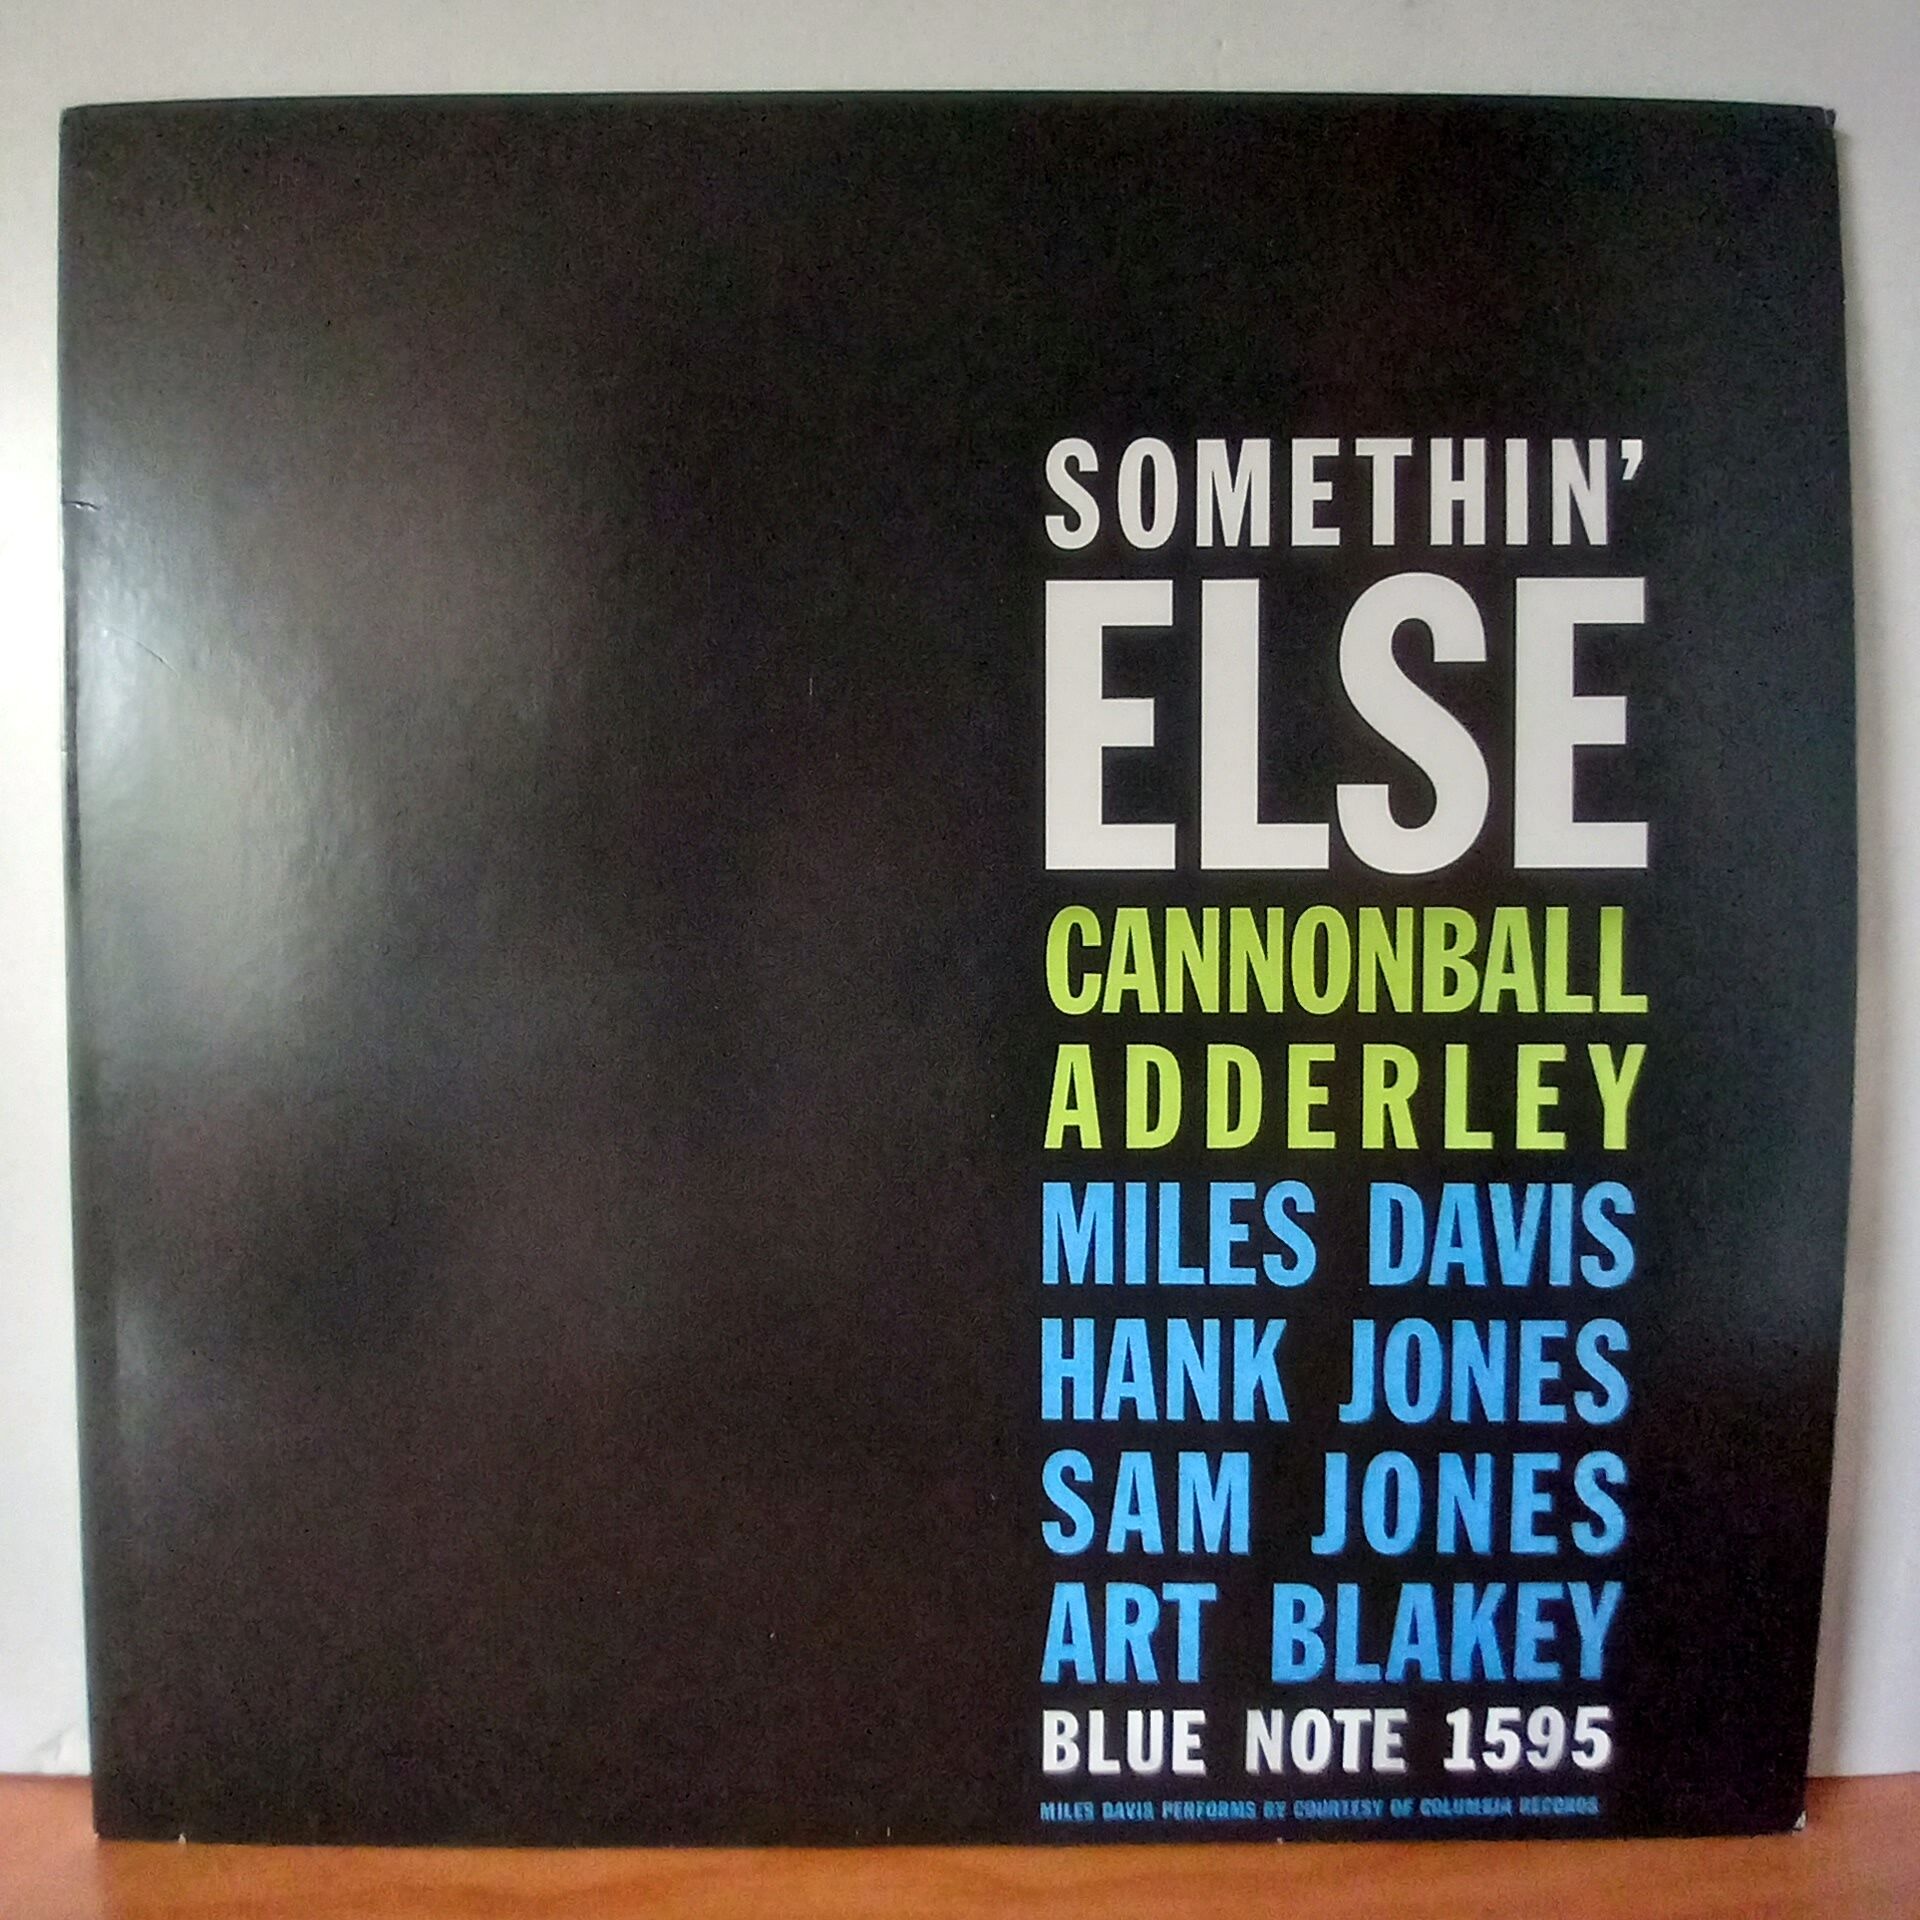 SOMETHIN'
ELSE
CANNONBALL
ADDERLEY
MILES DAVIS
HANK JONES
SAM JONES
ART BLAKEY
BLUE NOTE 1595
MILES DAVIS PERFORMS BY COURTESY OF COLUMBIA RECORDS